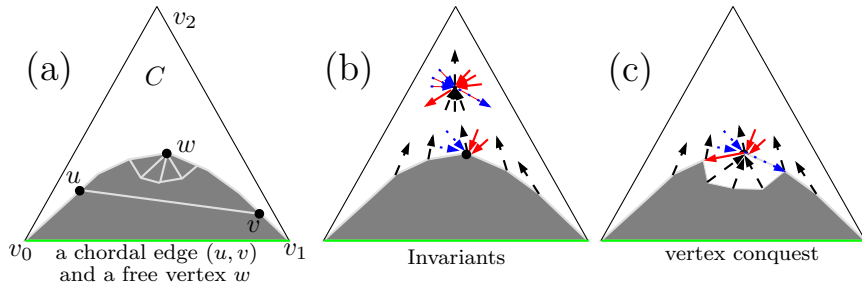 (a)
v₂
C
w
u
v
v₀
v₁
a chordal edge (u, v)
and a free vertex w
(b)
Invariants
(c)
vertex conquest